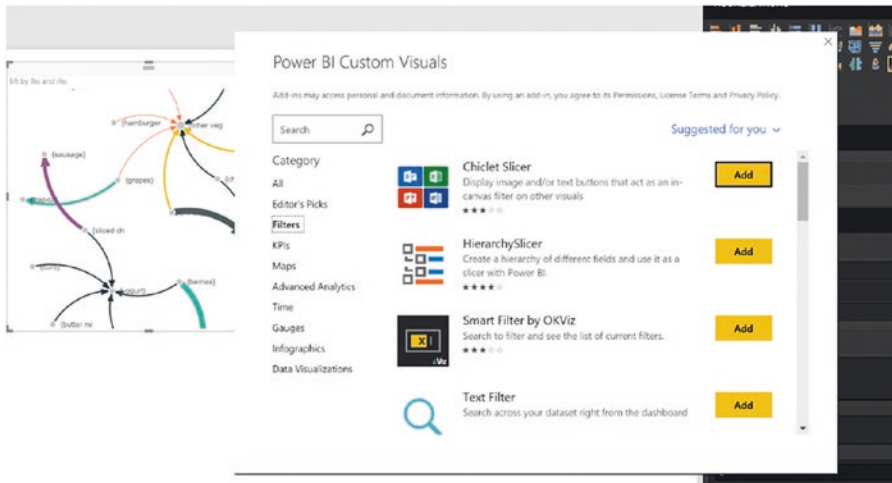 Power BI Custom Visuals
Add-ins may access personal and document information. By using an add-in, you agree to its Permissions, License Terms and Privacy Policy.
Search
Suggested for you
Category
All
Editor's Picks
Filters
KPIs
Maps
Advanced Analytics
Time
Gauges
Infographics
Data Visualizations
Chiclet Slicer
Display image and/or text buttons that act as an in-
canvas filter on other visuals
Add
HierarchySlicer
Create a hierarchy of different fields and use it as a
slicer with Power BI.
Add
Smart Filter by OKViz
Search to filter and see the list of current filters.
Add
Text Filter
Search across your dataset right from the dashboard
Add
lift by lhs and rhs
{hamburger
{other veg
{sausage}
{grapes}
{sliced ch
{berries}
{butter mi